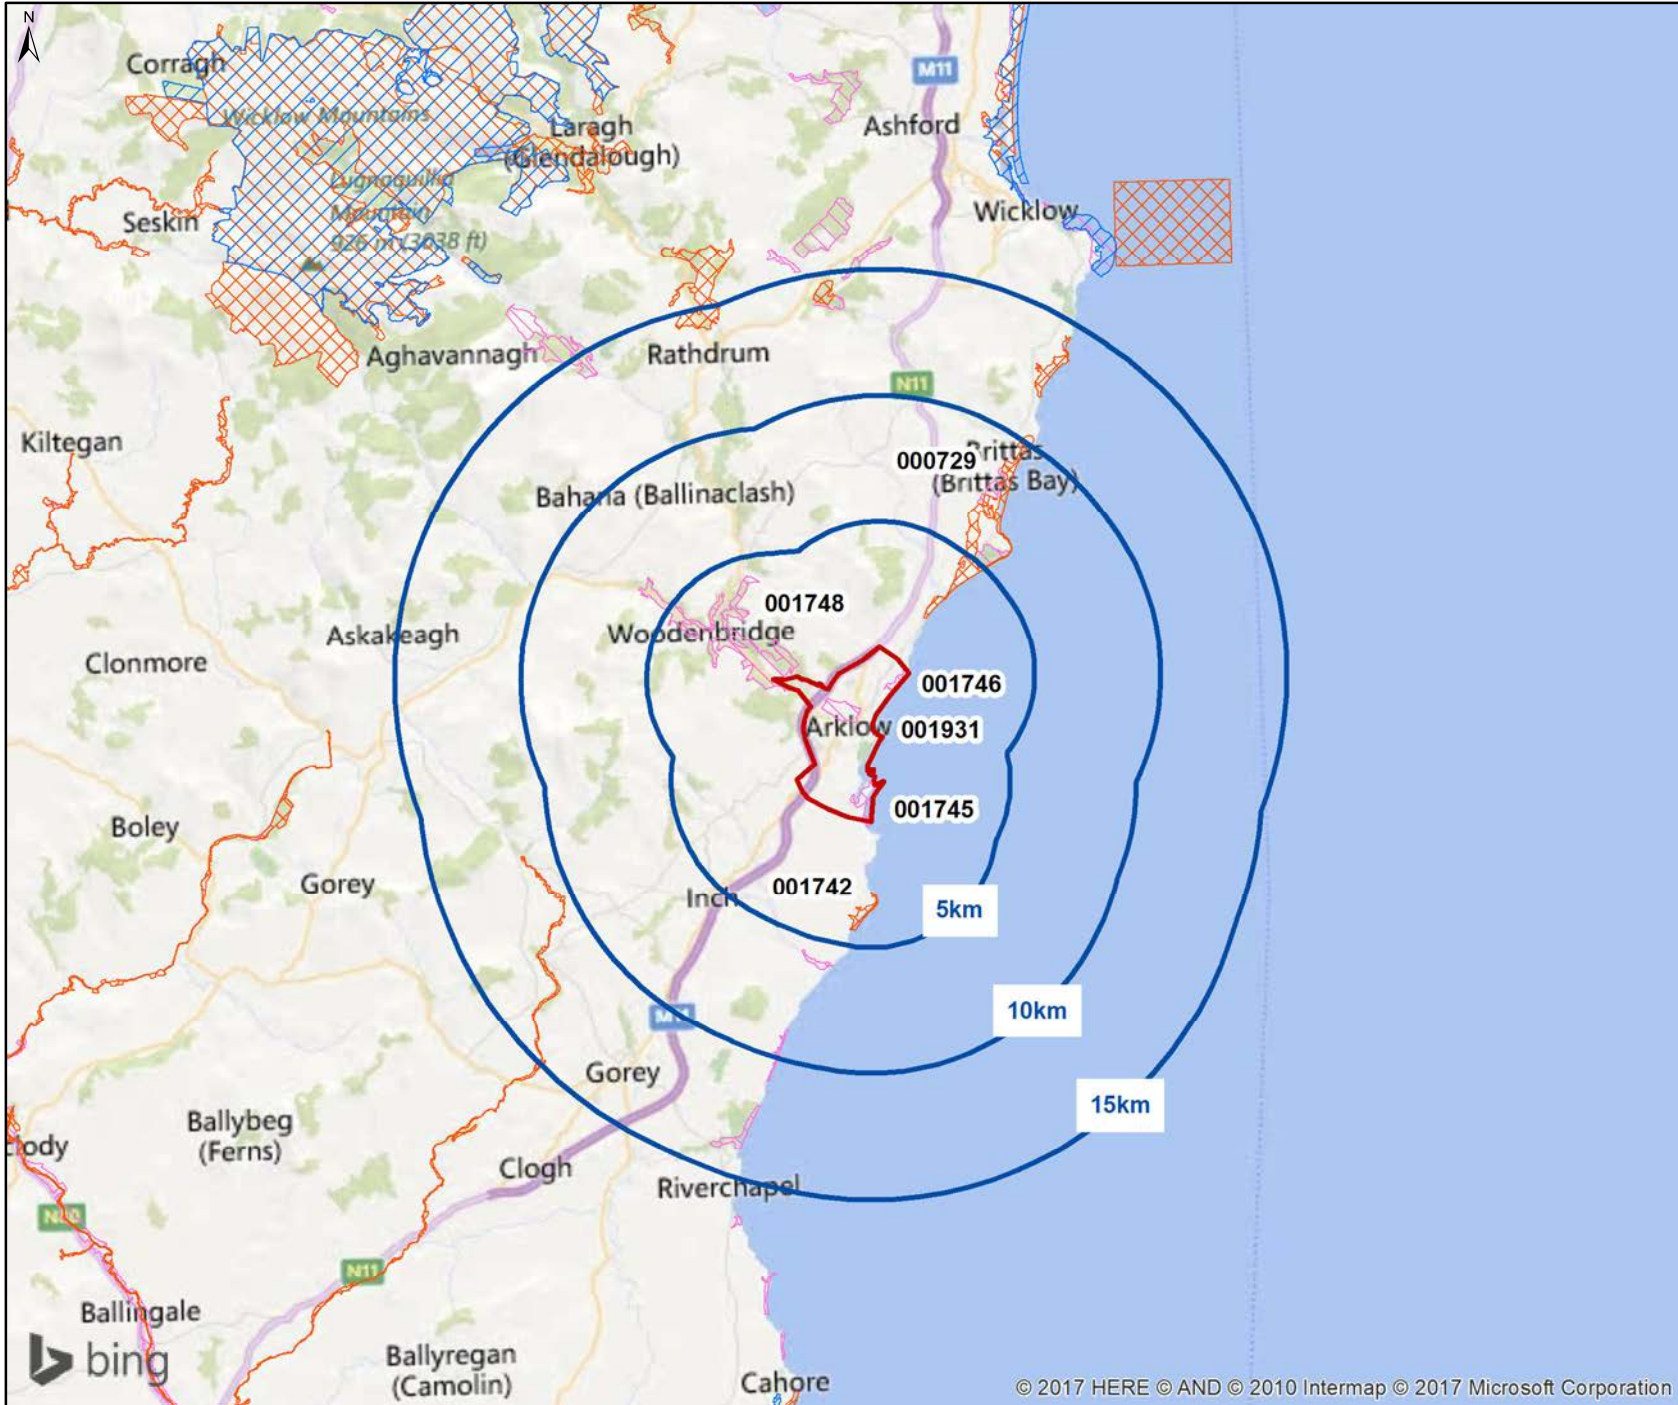 N
Corragh
M11
Wicklow Mountains
Laragh
(Glendalough)
Ashford
Lugnaquillia
Mountain
926 m (3038 ft)
Seskin
Wicklow
Aghavannagh
Rathdrum
N11
Kiltegan
000729
Brittas
(Brittas Bay)
Bahana (Ballinaclash)
001748
Woodenbridge
Askakeagh
Clonmore
001746
Arklow
001931
001745
Boley
Gorey
001742
Inch
5km
10km
Gorey
15km
Ballybeg
(Ferns)
Clogh
Riverchapel
N11
Ballingale
bing
Ballyregan
(Camolin)
Cahore
© 2017 HERE © AND © 2010 Intermap © 2017 Microsoft Corporation